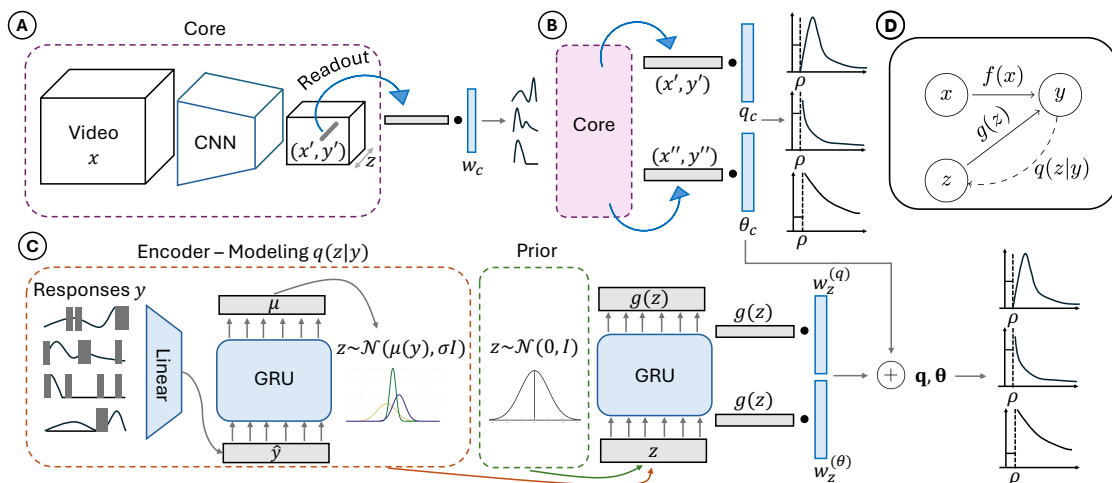 A
Core
Video
x
CNN
Readout
(x′, y′)
z
w_c
B
Core
(x′, y′)
q_c
(x″, y″)
θ_c
ρ
ρ
ρ
D
x
f(x)
y
g(z)
z
q(z|y)
C
Encoder – Modeling q(z|y)
Responses y
Linear
μ
GRU
ŷ
z~𝒩(μ(y), σI)
Prior
z~𝒩(0, I)
g(z)
GRU
z
g(z)
g(z)
w_z^(q)
w_z^(θ)
+
q, θ
ρ
ρ
ρ